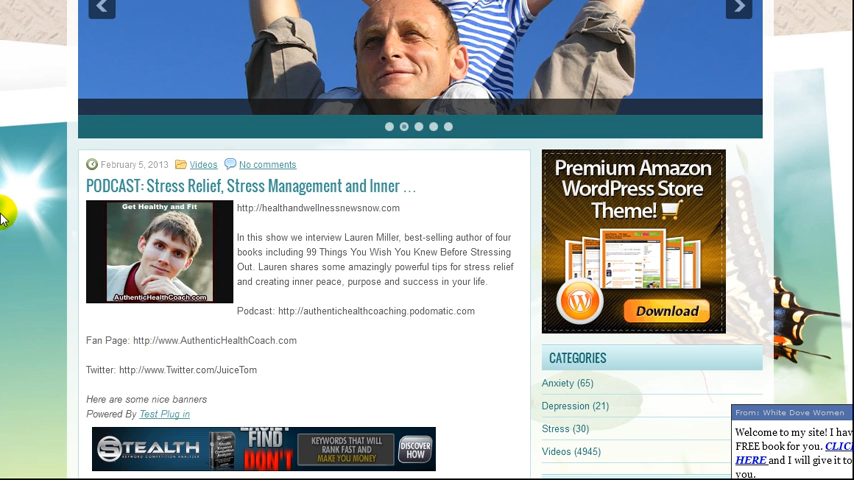 February 5, 2013 Videos No comments
PODCAST: Stress Relief, Stress Management and Inner …
Get Healthy and Fit
AuthenticHealthCoach.com
http://healthandwellnessnewsnow.com
In this show we interview Lauren Miller, best-selling author of four
books including 99 Things You Wish You Knew Before Stressing
Out. Lauren shares some amazingly powerful tips for stress relief
and creating inner peace, purpose and success in your life.
Podcast: http://authentichealthcoaching.podomatic.com
Fan Page: http://www.AuthenticHealthCoach.com
Twitter: http://www.Twitter.com/JuiceTom
Here are some nice banners
Powered By Test Plug in
STEALTH
KEYWORD COMPETITION ANALYZER
FIND
DON'T
KEYWORDS THAT WILL
RANK FAST AND
MAKE YOU MONEY
DISCOVER
HOW
Premium Amazon
WordPress Store
Theme!
Download
CATEGORIES
Anxiety (65)
Depression (21)
Stress (30)
Videos (4945)
From: White Dove Women
Welcome to my site! I hav
FREE book for you. CLIC
HERE and I will give it to
you.